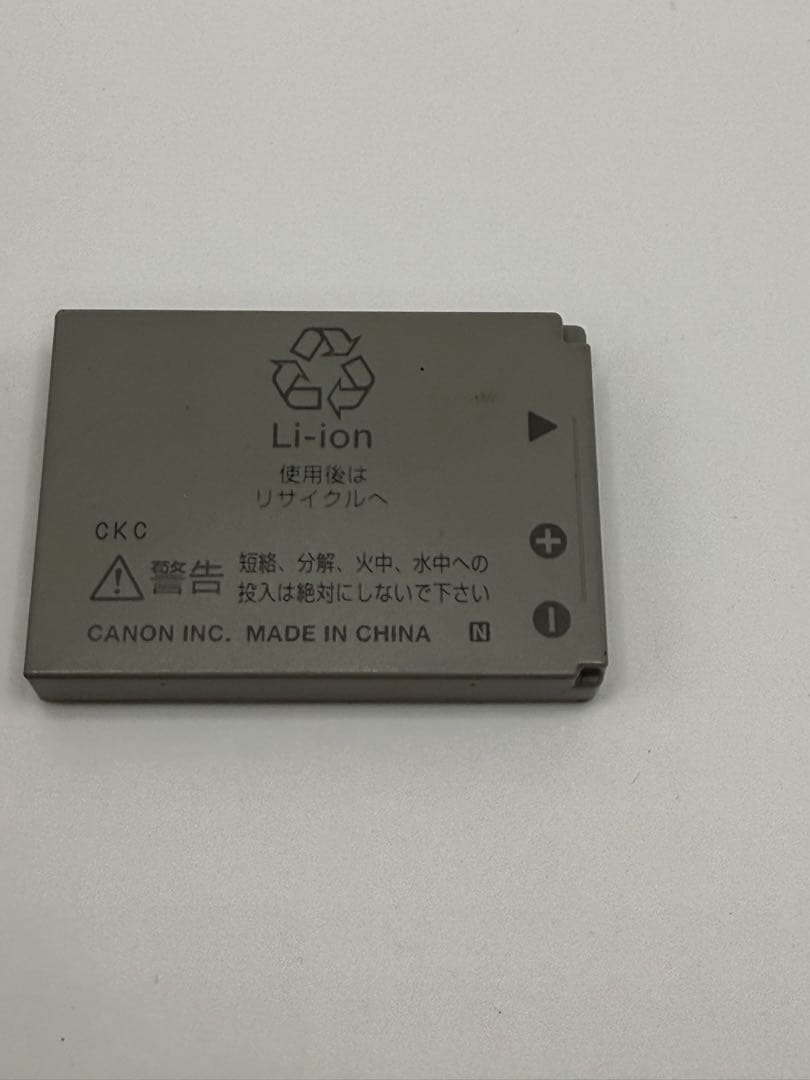 Li-ion
使用後は
リサイクルへ
CKC
警告 短絡、分解、火中、水中への
投入は絶対にしないで下さい
CANON INC. MADE IN CHINA N